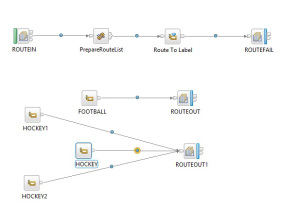 ROUTEIN
PrepareRouteList
Route To Label
ROUTEFAIL
FOOTBALL
ROUTEOUT
HOCKEY1
HOCKEY
ROUTEOUT1
HOCKEY2